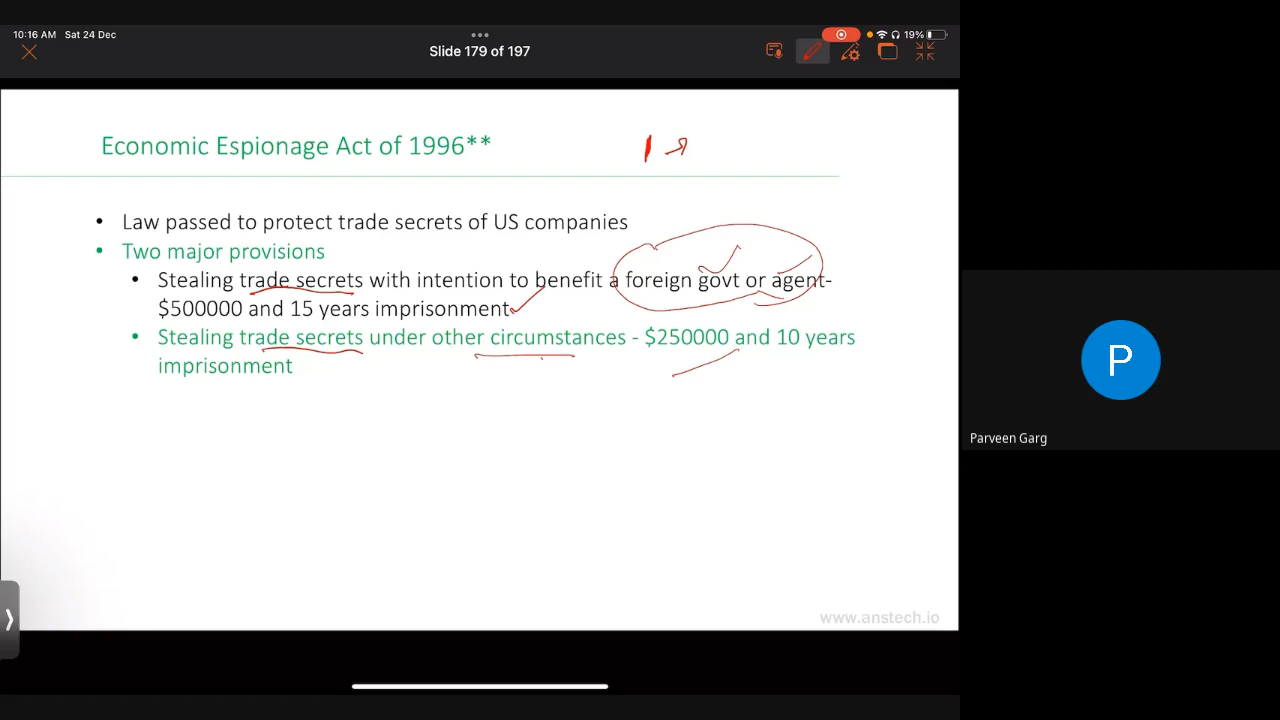 10:16 AM Sat 24 Dec
19%
Slide 179 of 197
Economic Espionage Act of 1996**
• Law passed to protect trade secrets of US companies
• Two major provisions
• Stealing trade secrets with intention to benefit a foreign govt or agent-
$500000 and 15 years imprisonment
• Stealing trade secrets under other circumstances - $250000 and 10 years
imprisonment
www.anstech.io
P
Parveen Garg